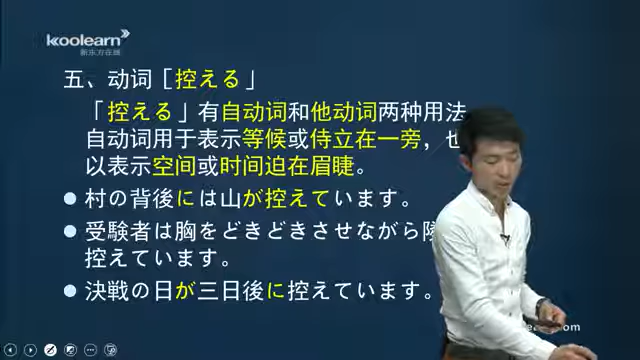 koolearn
新东方在线
五、动词［控える」
「控える」有自动词和他动词两种用法
自动词用于表示等候或侍立在一旁，也
以表示空间或时间迫在眉睫。
● 村の背後には山が控えています。
● 受験者は胸をどきどきさせながら
控えています。
● 決戦の日が三日後に控えています。
.com